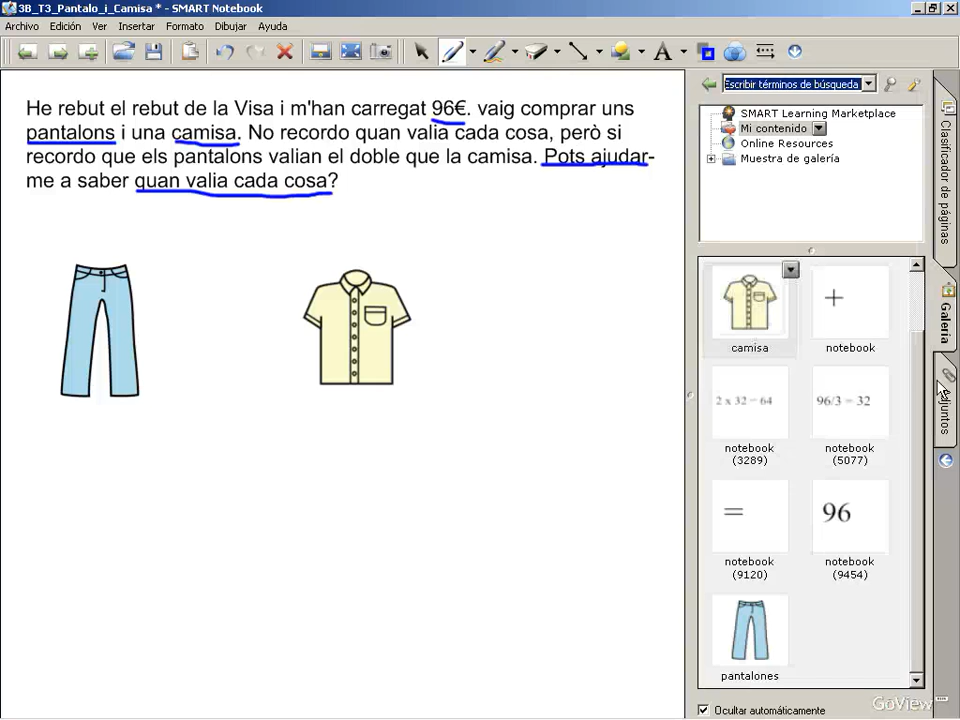 3B_T3_Pantalo_i_Camisa * - SMART Notebook
Archivo Edición Ver Insertar Formato Dibujar Ayuda
He rebut el rebut de la Visa i m'han carregat 96€. vaig comprar uns
pantalons i una camisa. No recordo quan valia cada cosa, però si
recordo que els pantalons valian el doble que la camisa. Pots ajudar-
me a saber quan valia cada cosa?
Escribir términos de búsqueda
SMART Learning Marketplace
Mi contenido
Online Resources
Muestra de galería
camisa
+
notebook
2 x 32 = 64
notebook
(3289)
96/3 = 32
notebook
(5077)
=
notebook
(9120)
96
notebook
(9454)
pantalones
Ocultar automáticamente
Clasificador de páginas
Galería
Adjuntos
GoView